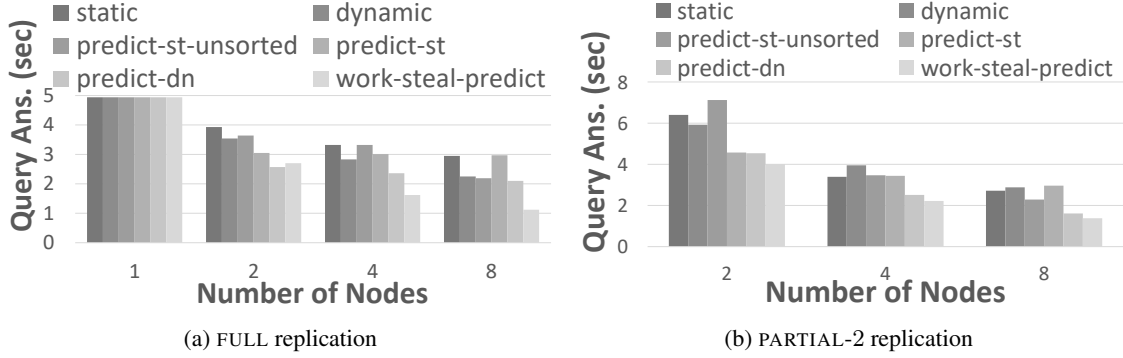 static dynamic
predict-st-unsorted predict-st
predict-dn work-steal-predict
Query Ans. (sec)
5
4
3
2
1
0
1 2 4 8
Number of Nodes
(a) FULL replication
static dynamic
predict-st-unsorted predict-st
predict-dn work-steal-predict
Query Ans. (sec)
8
6
4
2
0
2 4 8
Number of Nodes
(b) PARTIAL-2 replication